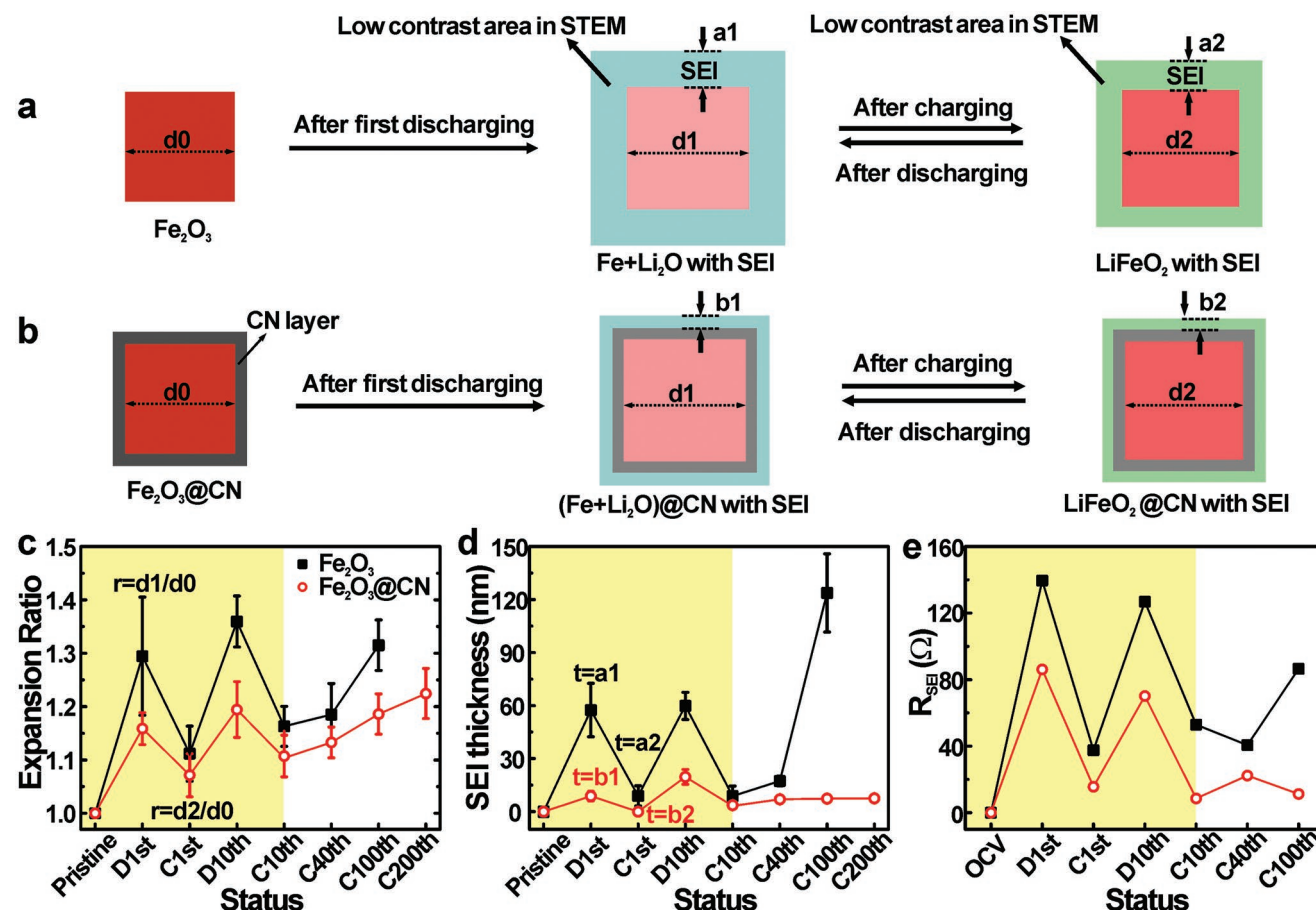 Low contrast area in STEM
a1
SEI
Low contrast area in STEM
a2
SEI
a
d0
After first discharging
d1
After charging
After discharging
d2
Fe₂O₃
Fe+Li₂O with SEI
LiFeO₂ with SEI
b
CN layer
b1
b2
d0
After first discharging
d1
After charging
After discharging
d2
Fe₂O₃@CN
(Fe+Li₂O)@CN with SEI
LiFeO₂ @CN with SEI
c
Expansion Ratio
1.5
1.4
1.3
1.2
1.1
1.0
Fe₂O₃
Fe₂O₃@CN
r=d1/d0
r=d2/d0
Pristine
D1st
C1st
D10th
C10th
C40th
C100th
C200th
Status
d
SEI thickness (nm)
150
120
90
60
30
0
t=a1
t=a2
t=b1
t=b2
Pristine
D1st
C1st
D10th
C10th
C40th
C100th
C200th
Status
e
R_SEI (Ω)
160
120
80
40
0
OCV
D1st
C1st
D10th
C10th
C40th
C100th
Status